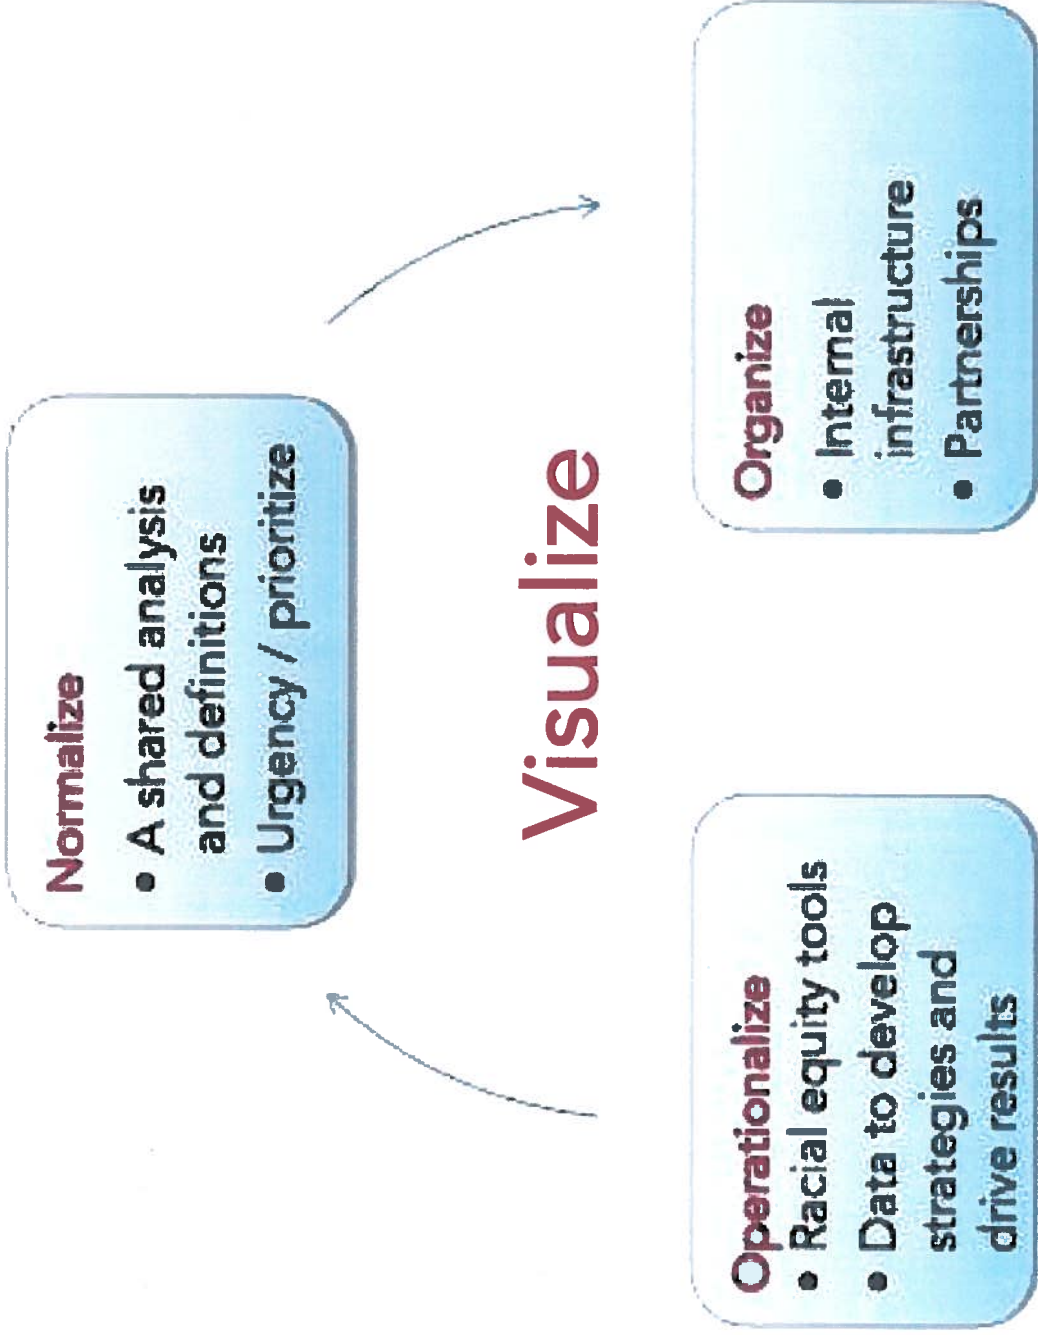 Normalize
• A shared analysis
and definitions
• Urgency / prioritize
Visualize
Operationalize
• Racial equity tools
• Data to develop
strategies and
drive results
Organize
• Internal
infrastructure
• Partnerships